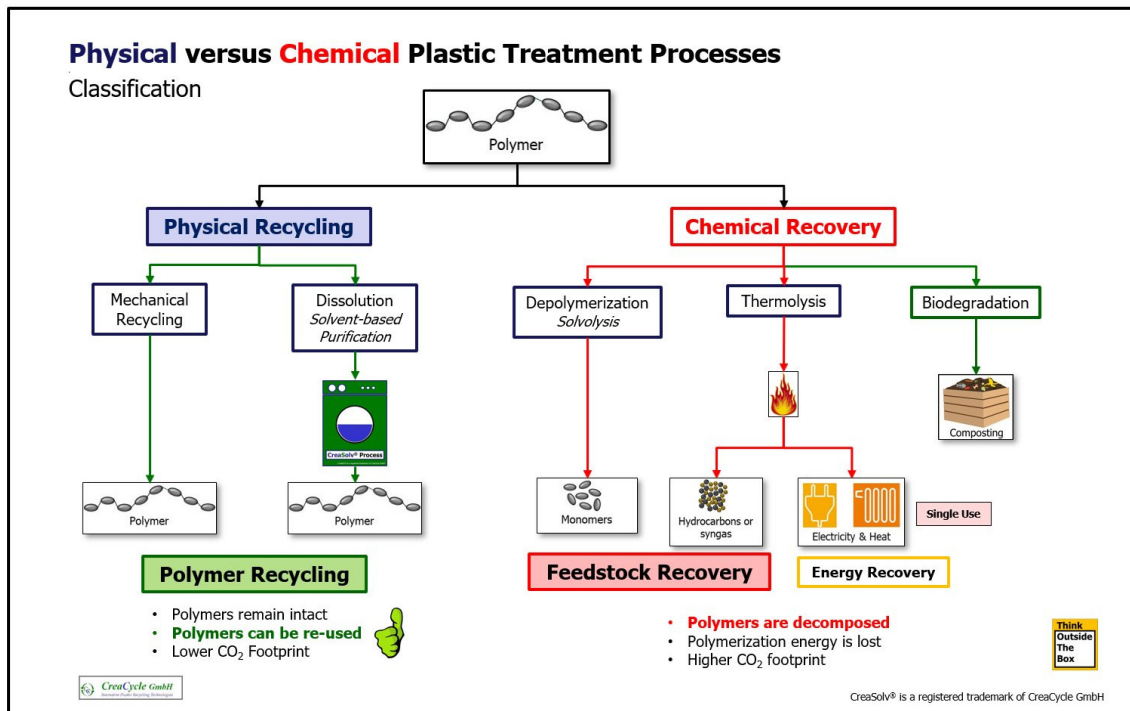 Physical versus Chemical Plastic Treatment Processes
Classification
Polymer
Physical Recycling
Chemical Recovery
Mechanical
Recycling
Dissolution
Solvent-based
Purification
Depolymerization
Solvolysis
Thermolysis
Biodegradation
CreaSolv® Process
Composting
Polymer
Polymer
Monomers
Hydrocarbons or
syngas
Electricity & Heat
Single Use
Polymer Recycling
Feedstock Recovery
Energy Recovery
• Polymers remain intact
• Polymers can be re-used
• Lower CO₂ Footprint
• Polymers are decomposed
• Polymerization energy is lost
• Higher CO₂ footprint
Think
Outside
The
Box
CreaCycle GmbH
CreaSolv® is a registered trademark of CreaCycle GmbH